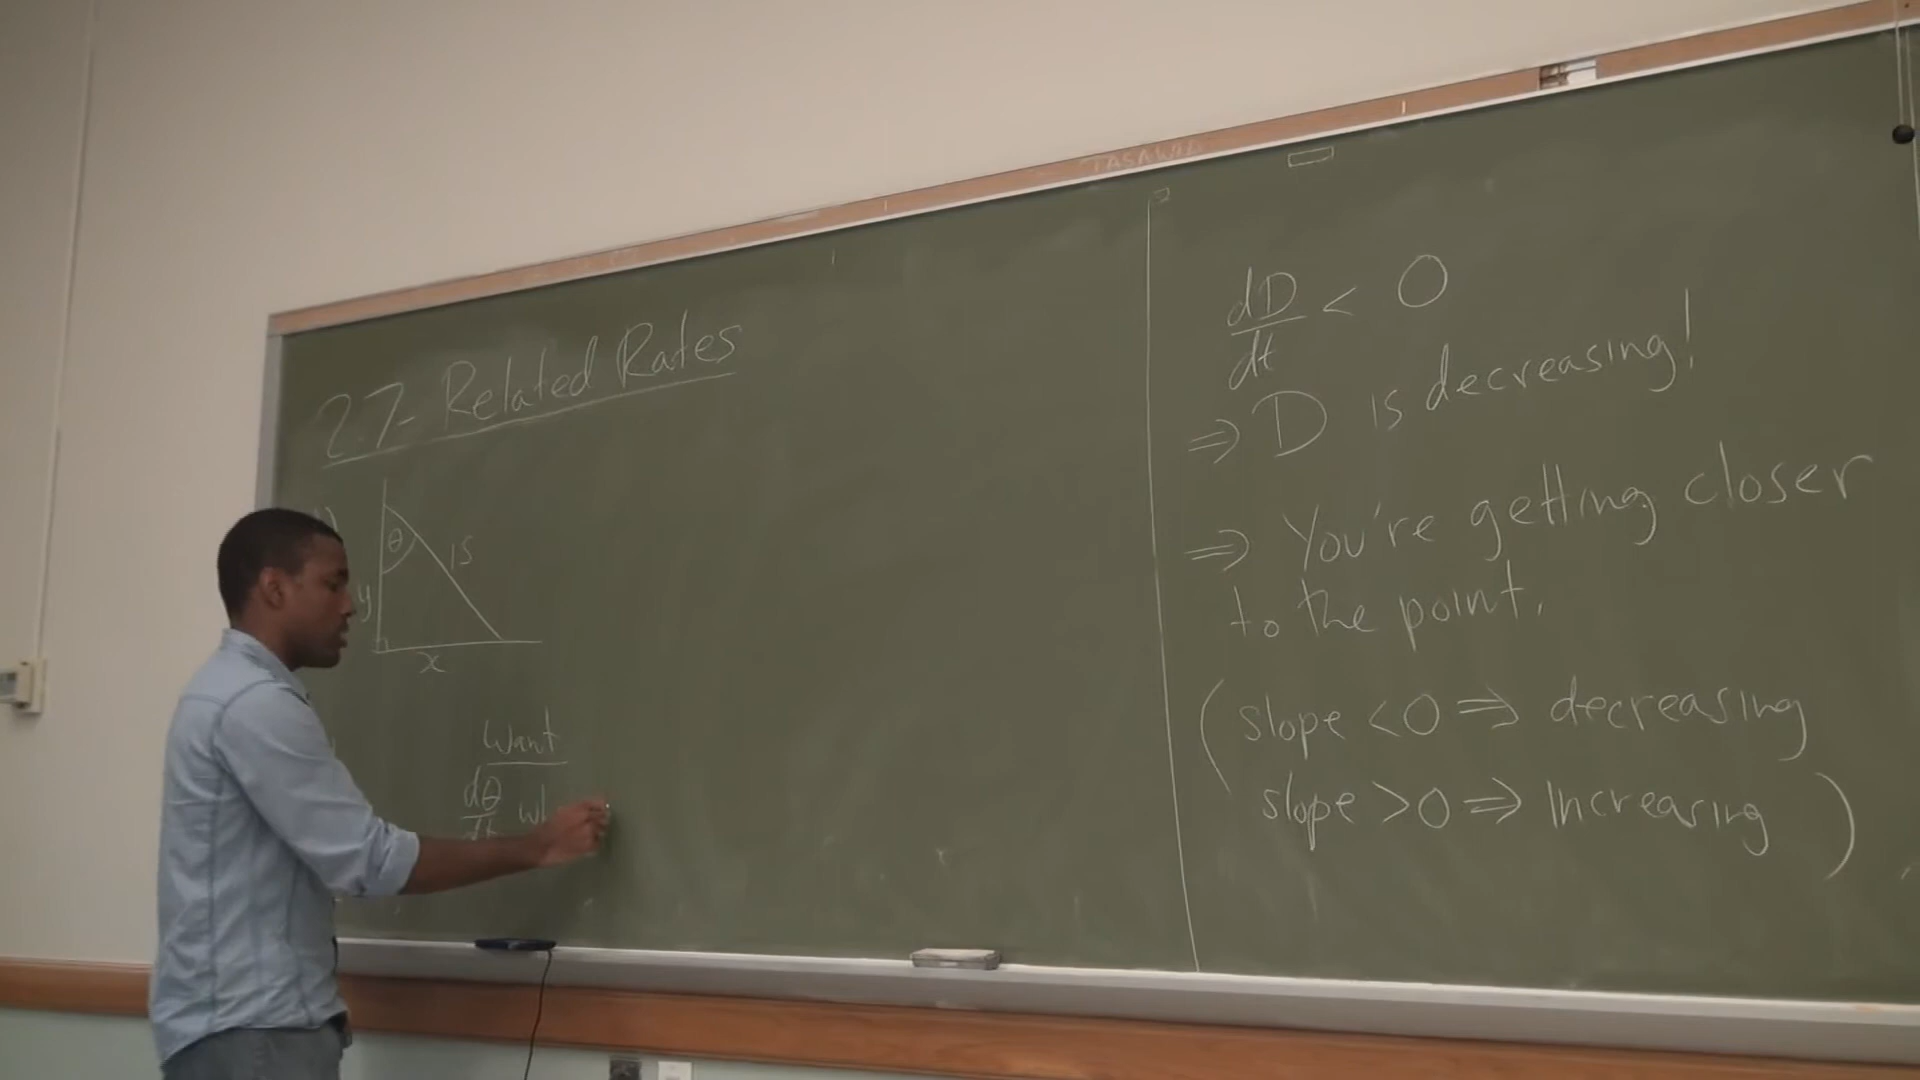 2.7- Related Rates
θ
15
y
x
Want
dθ
dt
dD
dt
< 0
⇒ D is decreasing!
⇒ You're getting closer
to the point.
(slope <0 ⇒ decreasing
slope >0 ⇒ increasing)